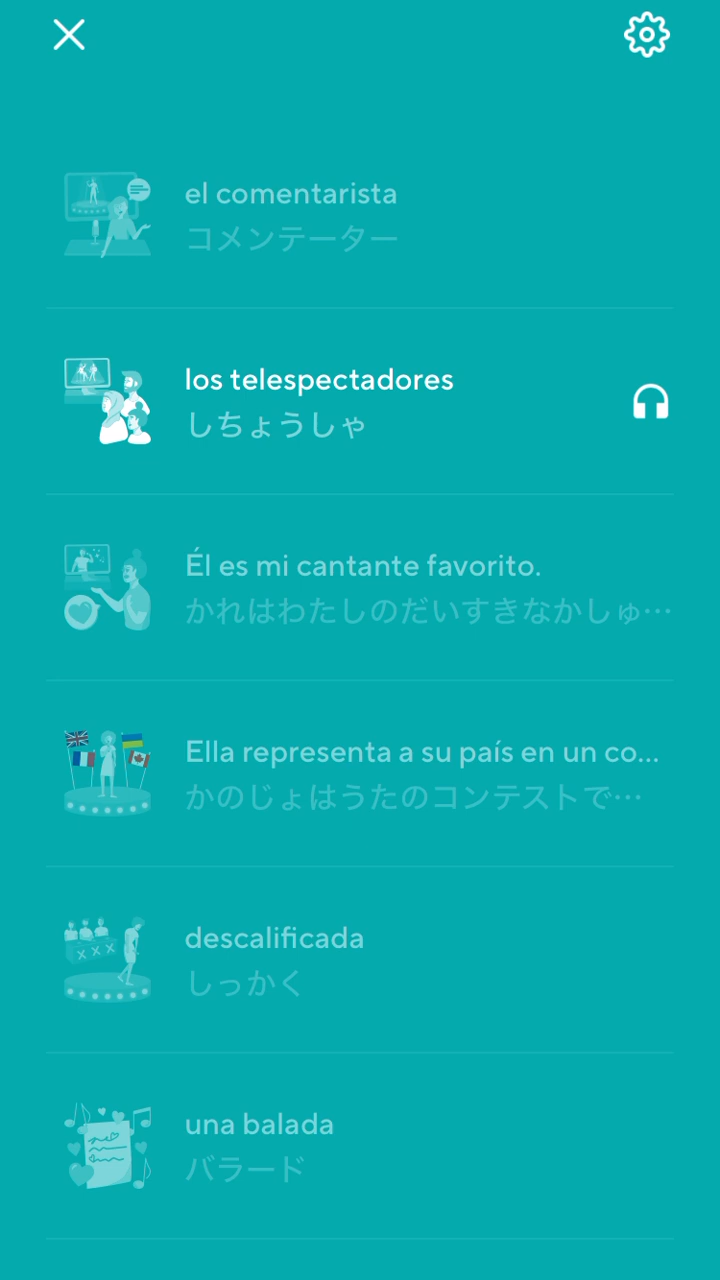 el comentarista
コメンテーター
los telespectadores
しちょうしゃ
Él es mi cantante favorito.
かれはわたしのだいすきなかしゅ…
Ella representa a su país en un co...
かのじょはうたのコンテストで…
descalificada
しっかく
una balada
バラード